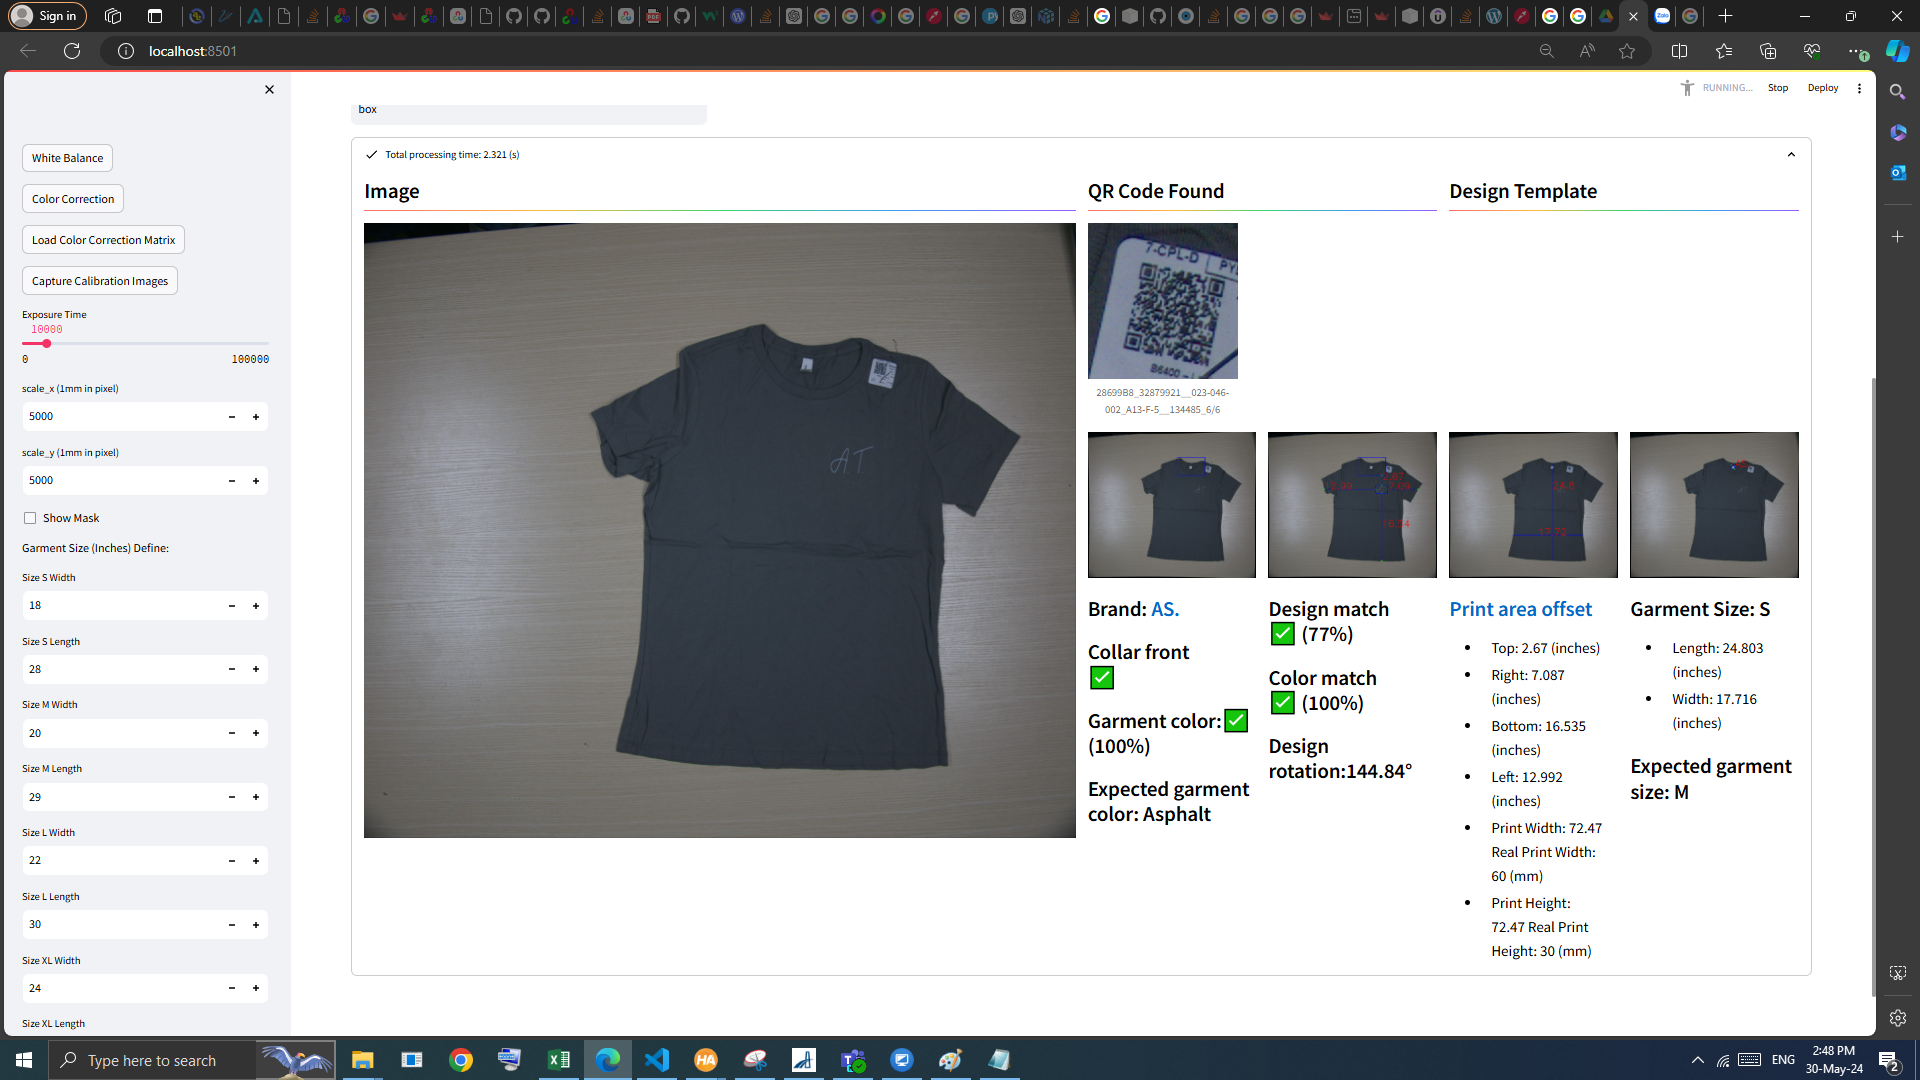 Sign in
localhost:8501
RUNNING...
Stop
Deploy
White Balance
Color Correction
Load Color Correction Matrix
Capture Calibration Images
Exposure Time
10000
0
100000
scale_x (1mm in pixel)
5000
scale_y (1mm in pixel)
5000
Show Mask
Garment Size (Inches) Define:
Size S Width
18
Size S Length
28
Size M Width
20
Size M Length
29
Size L Width
22
Size L Length
30
Size XL Width
24
Size XL Length
box
Total processing time: 2.321 (s)
Image
AT
QR Code Found
7-CPL-D
28699B8_32879921__023-046-
002_A13-F-5__134485_6/6
Design Template
Brand: AS.
Collar front
Garment color:
(100%)
Expected garment
color: Asphalt
Design match
(77%)
Color match
(100%)
Design
rotation:144.84°
Print area offset
Top: 2.67 (inches)
Right: 7.087
(inches)
Bottom: 16.535
(inches)
Left: 12.992
(inches)
Print Width: 72.47
Real Print Width:
60 (mm)
Print Height:
72.47 Real Print
Height: 30 (mm)
Garment Size: S
Length: 24.803
(inches)
Width: 17.716
(inches)
Expected garment
size: M
Type here to search
ENG
2:48 PM
30-May-24
2